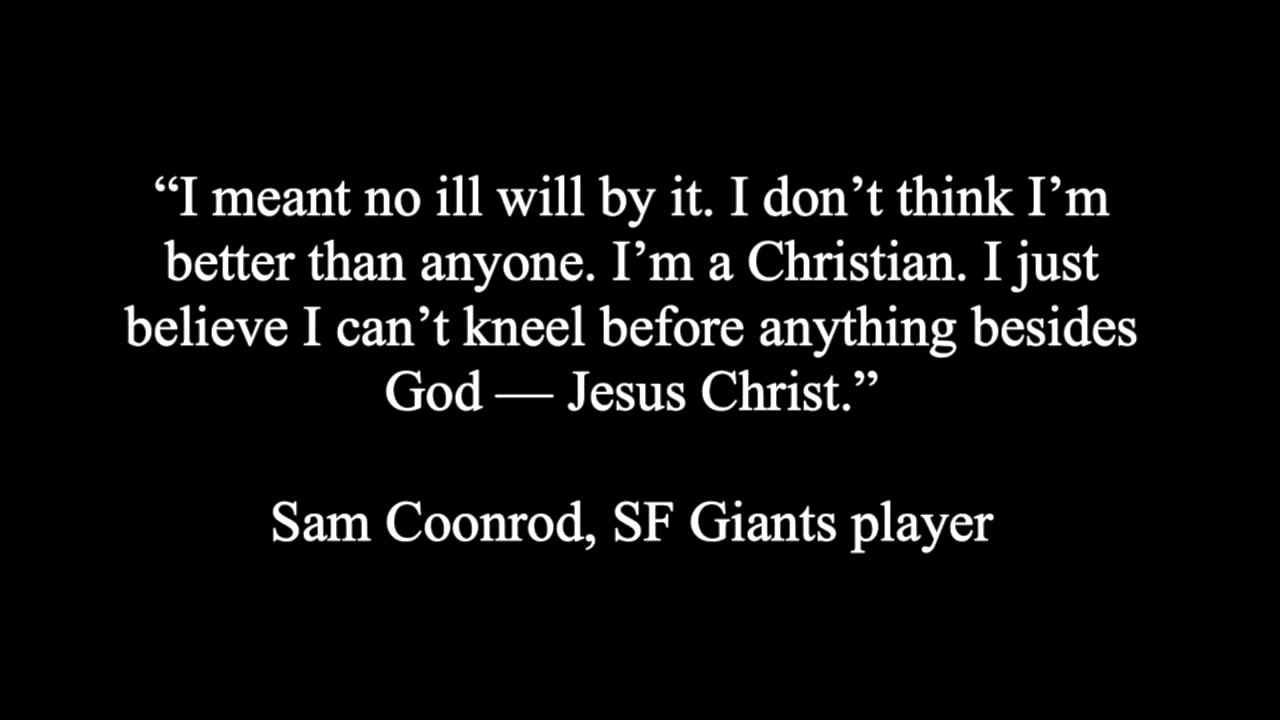 “I meant no ill will by it. I don’t think I’m
better than anyone. I’m a Christian. I just
believe I can’t kneel before anything besides
God — Jesus Christ.”
Sam Coonrod, SF Giants player